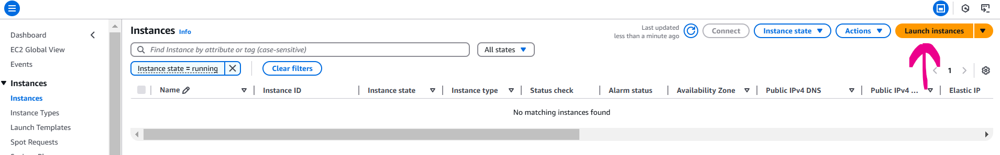 Dashboard
EC2 Global View
Events
Instances
Instances
Instance Types
Launch Templates
Spot Requests
Instances Info
Last updated
less than a minute ago
Connect
Instance state
Actions
Launch instances
Find Instance by attribute or tag (case-sensitive)
All states
Instance state = running
Clear filters
1
Name Instance ID Instance state Instance type Status check Alarm status Availability Zone Public IPv4 DNS Public IPv4 ... Elastic IP
No matching instances found